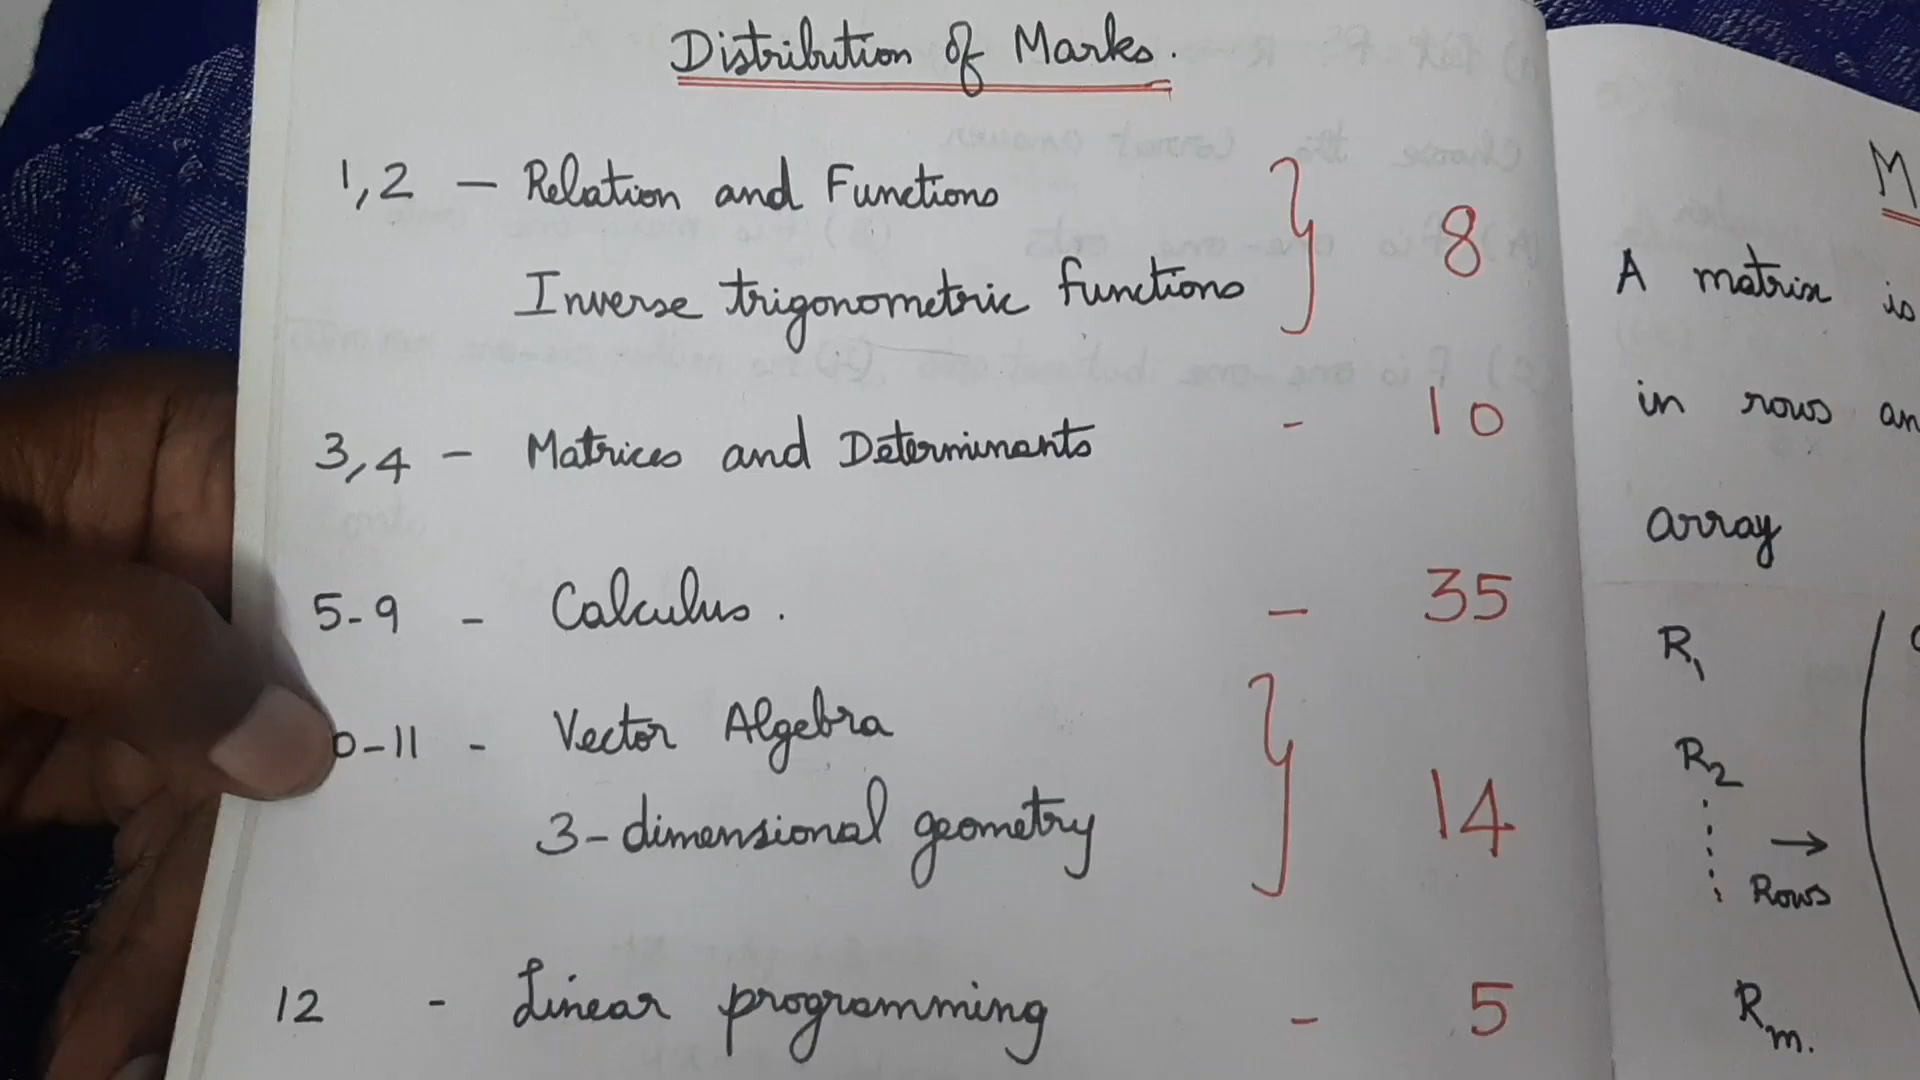 Distribution of Marks.
1,2 - Relation and Functions
Inverse trigonometric functions
8
3,4 - Matrices and Determinants - 10
5-9 - Calculus. - 35
0-11 - Vector Algebra
3-dimensional geometry
14
12 - Linear programming - 5
M
A matrix is
in rows an
array
R1
R2
→
Rows
Rm.